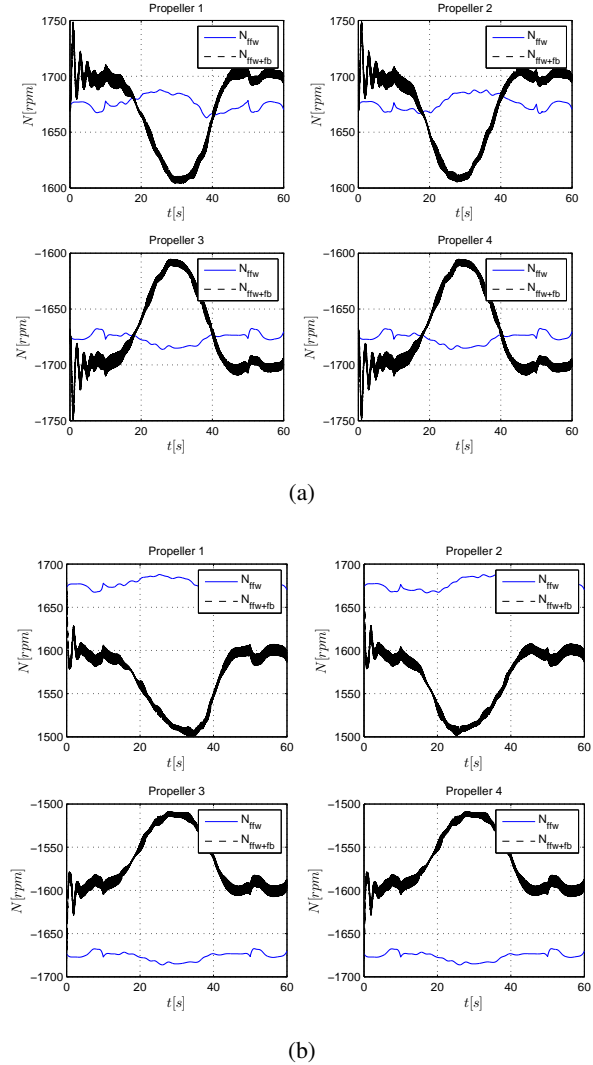 Propeller 1
1750
1700
1650
1600
N[rpm]
0 20 40 60
t[s]
N_ffw
N_ffw+fb
Propeller 2
1750
1700
1650
1600
N[rpm]
0 20 40 60
t[s]
N_ffw
N_ffw+fb
Propeller 3
−1600
−1650
−1700
−1750
N[rpm]
0 20 40 60
t[s]
N_ffw
N_ffw+fb
Propeller 4
−1600
−1650
−1700
−1750
N[rpm]
0 20 40 60
t[s]
N_ffw
N_ffw+fb
(a)
Propeller 1
1700
1650
1600
1550
1500
N[rpm]
0 20 40 60
t[s]
N_ffw
N_ffw+fb
Propeller 2
1700
1650
1600
1550
1500
N[rpm]
0 20 40 60
t[s]
N_ffw
N_ffw+fb
Propeller 3
−1500
−1550
−1600
−1650
−1700
N[rpm]
0 20 40 60
t[s]
N_ffw
N_ffw+fb
Propeller 4
−1500
−1550
−1600
−1650
−1700
N[rpm]
0 20 40 60
t[s]
N_ffw
N_ffw+fb
(b)